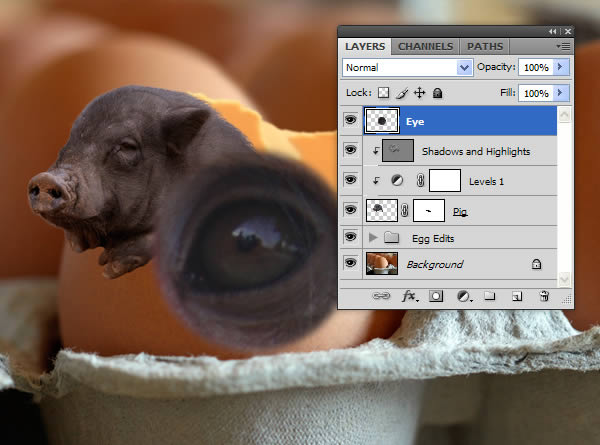 LAYERS CHANNELS PATHS
Normal Opacity: 100%
Lock: Fill: 100%
Eye
Shadows and Highlights
Levels 1
Pig
Egg Edits
Background
fx